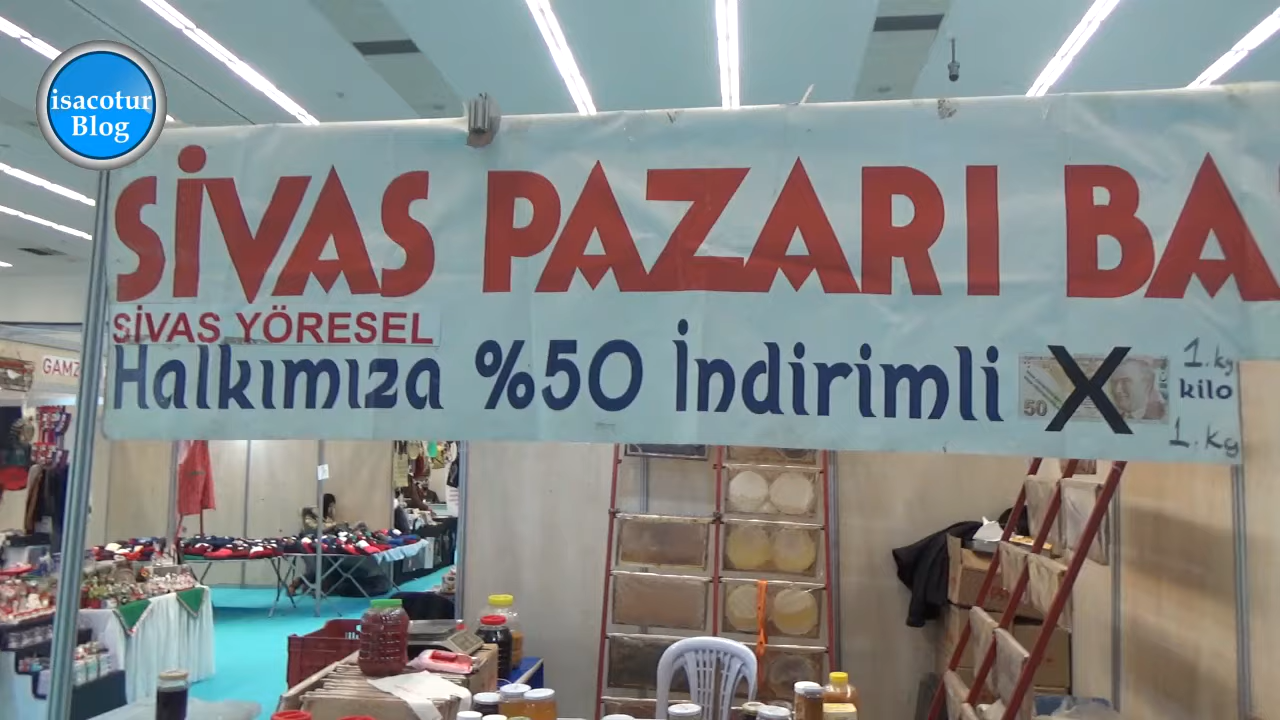 isacotur
Blog
SİVAS PAZARI BA
SİVAS YÖRESEL
Halkımıza %50 İndirimli
50
1.kg
kilo
1.kg
GAMZ